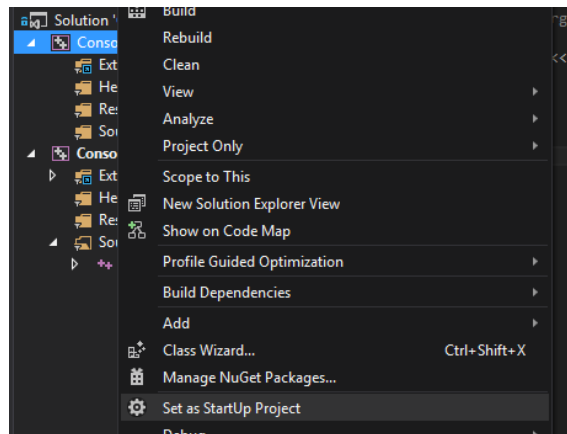 Solution '
Build
Conso
Rebuild
Ext
Clean
He
View
Res
Analyze
Sou
Project Only
Conso
Ext
Scope to This
He
New Solution Explorer View
Res
Show on Code Map
Sou
Profile Guided Optimization
Build Dependencies
Add
Class Wizard... Ctrl+Shift+X
Manage NuGet Packages...
Set as StartUp Project